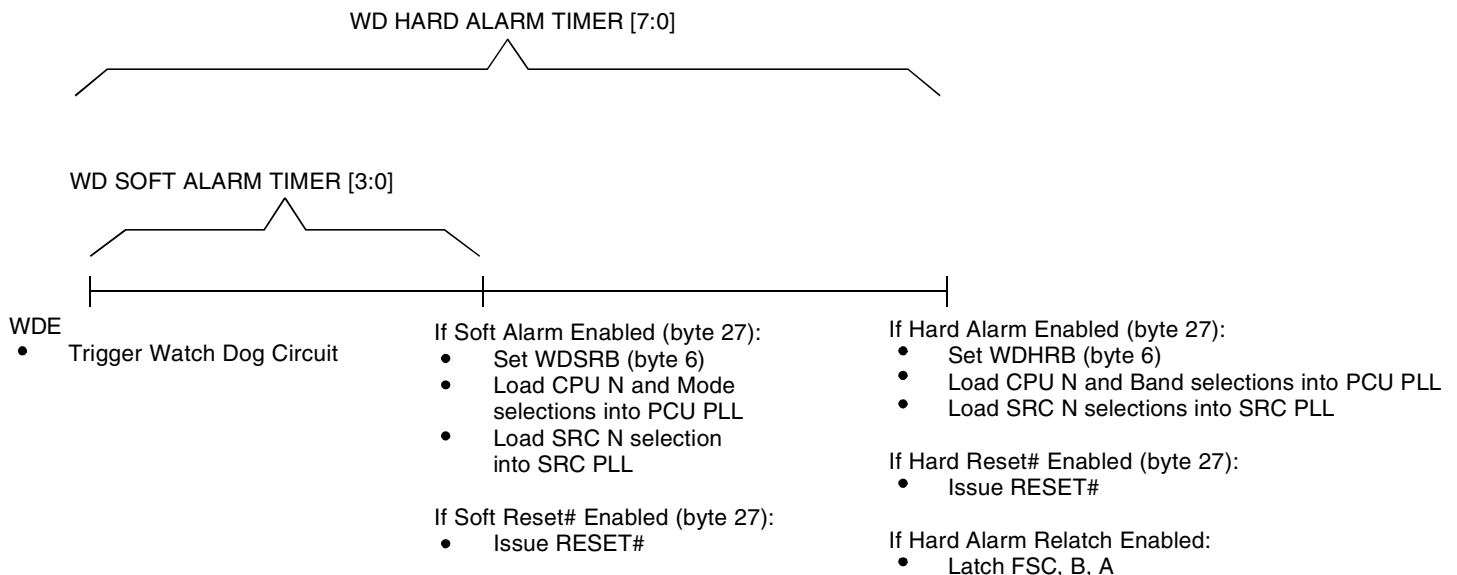 WD HARD ALARM TIMER [7:0]
WD SOFT ALARM TIMER [3:0]
WDE
• Trigger Watch Dog Circuit
If Soft Alarm Enabled (byte 27):
• Set WDSRB (byte 6)
• Load CPU N and Mode
selections into PCU PLL
• Load SRC N selection
into SRC PLL
If Soft Reset# Enabled (byte 27):
• Issue RESET#
If Hard Alarm Enabled (byte 27):
• Set WDHRB (byte 6)
• Load CPU N and Band selections into PCU PLL
• Load SRC N selections into SRC PLL
If Hard Reset# Enabled (byte 27):
• Issue RESET#
If Hard Alarm Relatch Enabled:
• Latch FSC, B, A